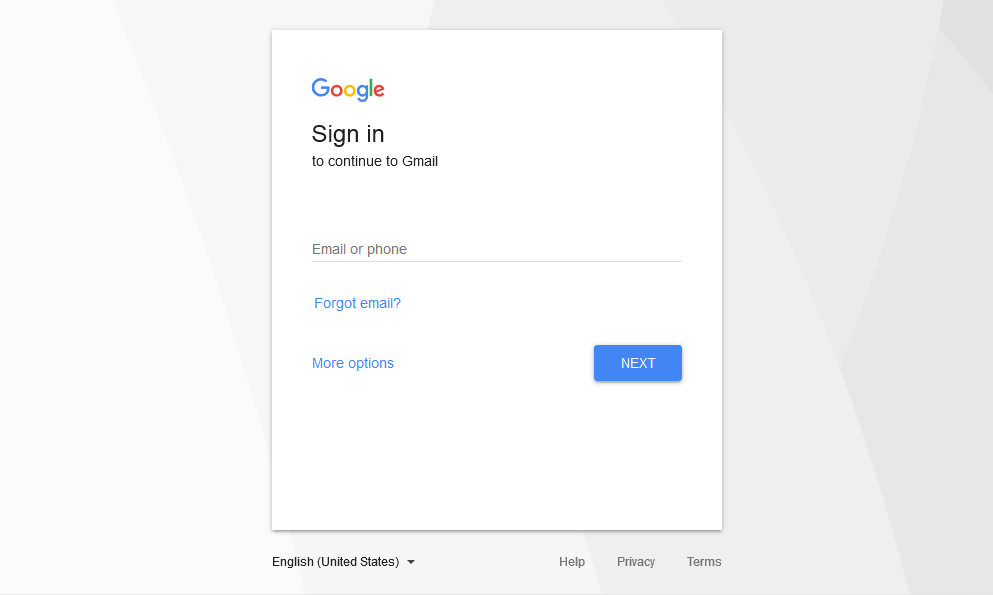 Google
Sign in
to continue to Gmail
Email or phone
Forgot email?
More options
NEXT
English (United States)
Help
Privacy
Terms